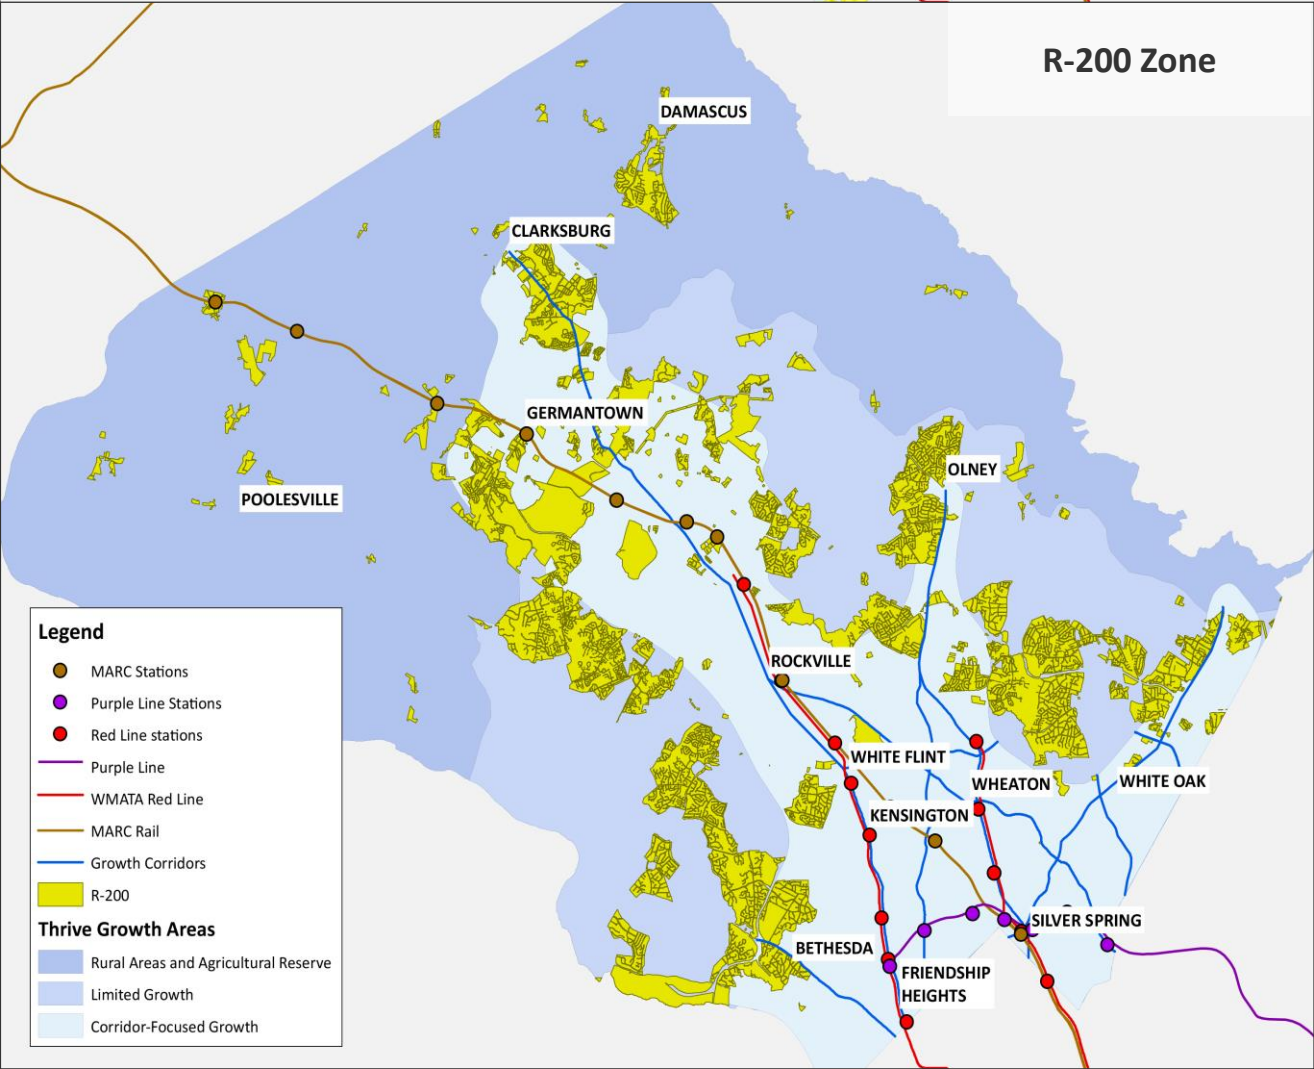 R-200 Zone
DAMASCUS
CLARKSBURG
GERMANTOWN
OLNEY
POOLESVILLE
ROCKVILLE
WHITE FLINT
WHEATON
WHITE OAK
KENSINGTON
SILVER SPRING
BETHESDA
FRIENDSHIP
HEIGHTS
Legend
MARC Stations
Purple Line Stations
Red Line stations
Purple Line
WMATA Red Line
MARC Rail
Growth Corridors
R-200
Thrive Growth Areas
Rural Areas and Agricultural Reserve
Limited Growth
Corridor-Focused Growth